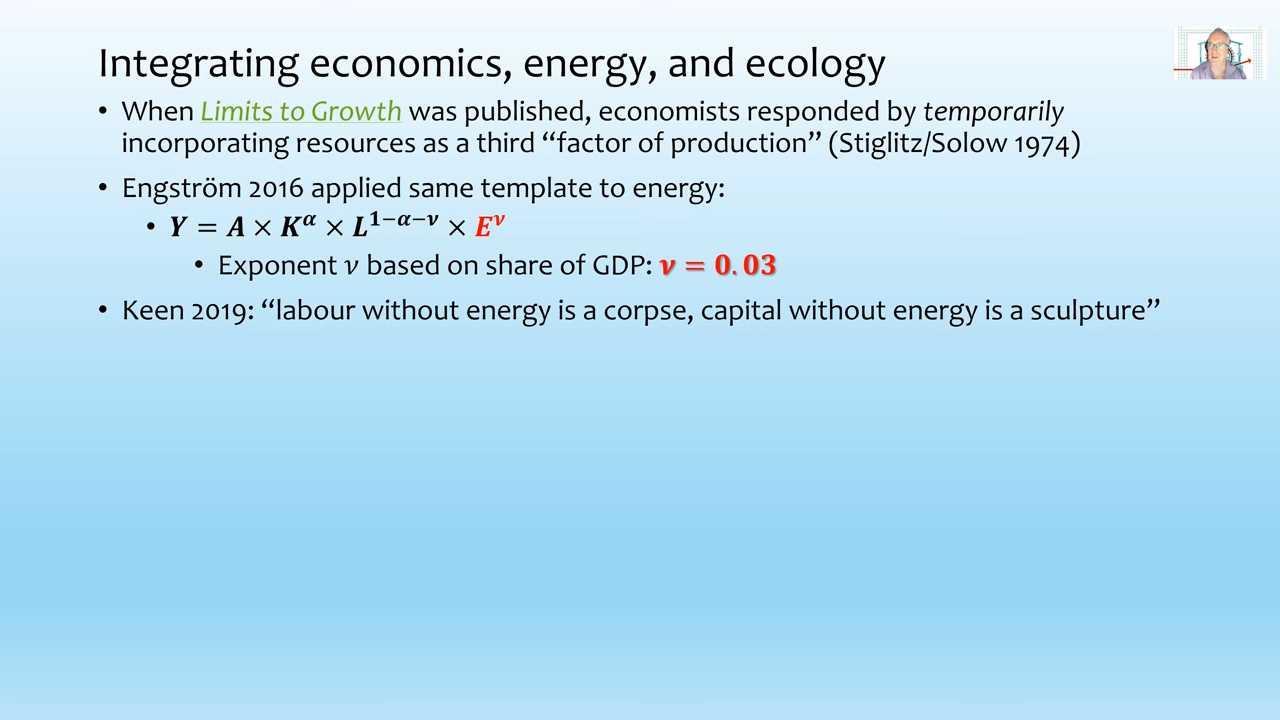 Integrating economics, energy, and ecology
• When Limits to Growth was published, economists responded by temporarily
incorporating resources as a third “factor of production” (Stiglitz/Solow 1974)
• Engström 2016 applied same template to energy:
• Y = A × K^α × L^{1−α−ν} × E^ν
• Exponent ν based on share of GDP: ν = 0.03
• Keen 2019: “labour without energy is a corpse, capital without energy is a sculpture”